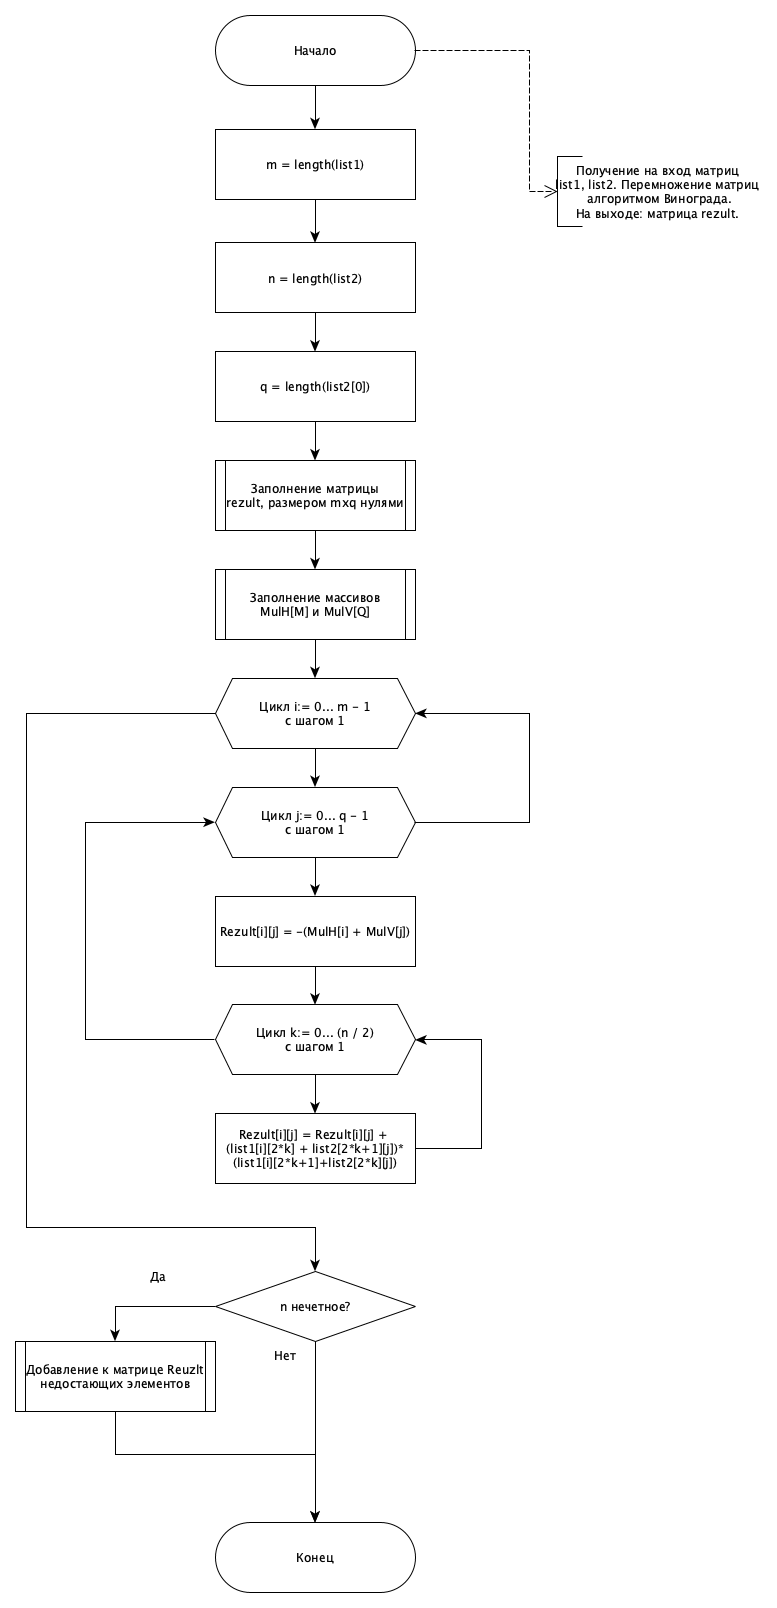 Начало
Получение на вход матриц
list1, list2. Перемножение матриц
алгоритмом Винограда.
На выходе: матрица rezult.
m = length(list1)
n = length(list2)
q = length(list2[0])
Заполнение матрицы
rezult, размером mxq нулями
Заполнение массивов
MulH[M] и MulV[Q]
Цикл i:= 0... m - 1
с шагом 1
Цикл j:= 0... q - 1
с шагом 1
Rezult[i][j] = -(MulH[i] + MulV[j])
Цикл k:= 0... (n / 2)
с шагом 1
Rezult[i][j] = Rezult[i][j] +
(list1[i][2*k] + list2[2*k+1][j])*
(list1[i][2*k+1]+list2[2*k][j])
Да
n нечетное?
Нет
Добавление к матрице Reuzlt
недостающих элементов
Конец